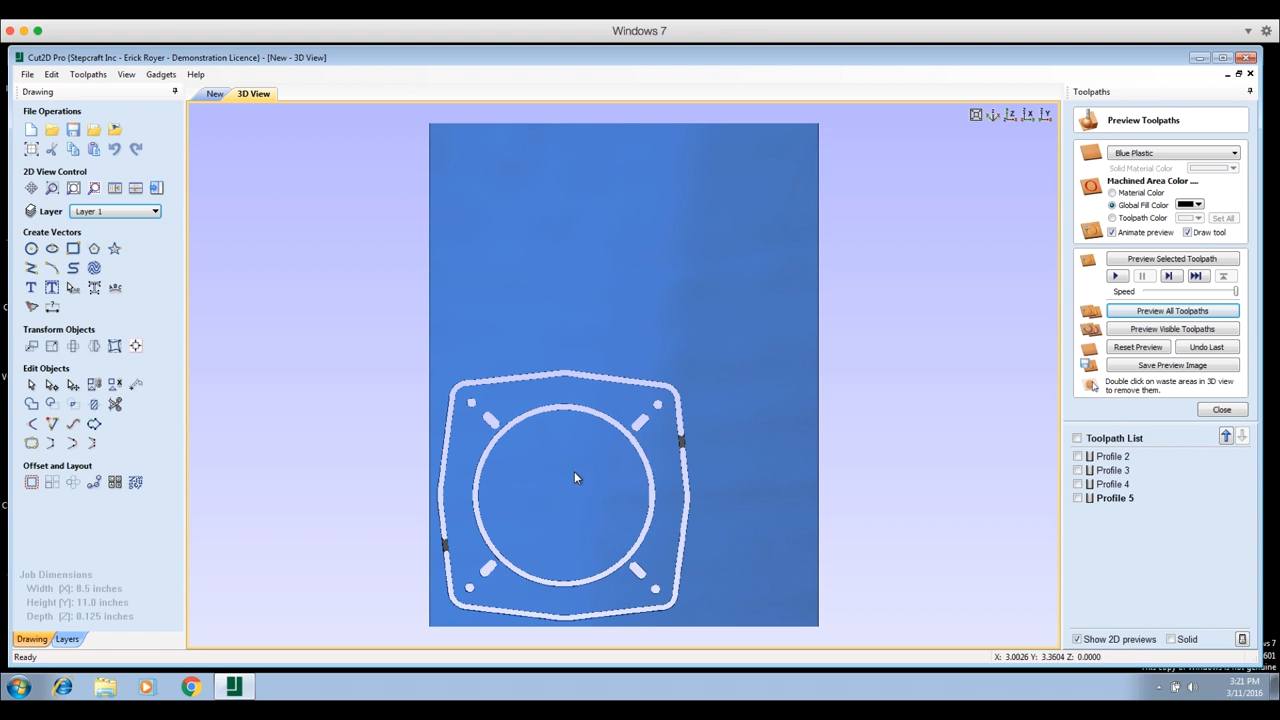 Windows 7
Cut2D Pro {Stepcraft Inc - Erick Royer - Demonstration Licence} - [New - 3D View]
File Edit Toolpaths View Gadgets Help
Drawing
New 3D View
Toolpaths
File Operations
2D View Control
Layer Layer 1
Create Vectors
Transform Objects
Edit Objects
Offset and Layout
Job Dimensions
Width (X): 8.5 inches
Height (Y): 11.0 inches
Depth (Z): 0.125 inches
Drawing Layers
Ready
Z X Y
Preview Toolpaths
Blue Plastic
Solid Material Color
Machined Area Color ....
Material Color
Global Fill Color
Toolpath Color Set All
Animate preview Draw tool
Preview Selected Toolpath
Speed
Preview All Toolpaths
Preview Visible Toolpaths
Reset Preview Undo Last
Save Preview Image
Double click on waste areas in 3D view
to remove them.
Close
Toolpath List
Profile 2
Profile 3
Profile 4
Profile 5
Show 2D previews Solid
X: 3.0026 Y: 3.3604 Z: 0.0000
3:21 PM
3/11/2016